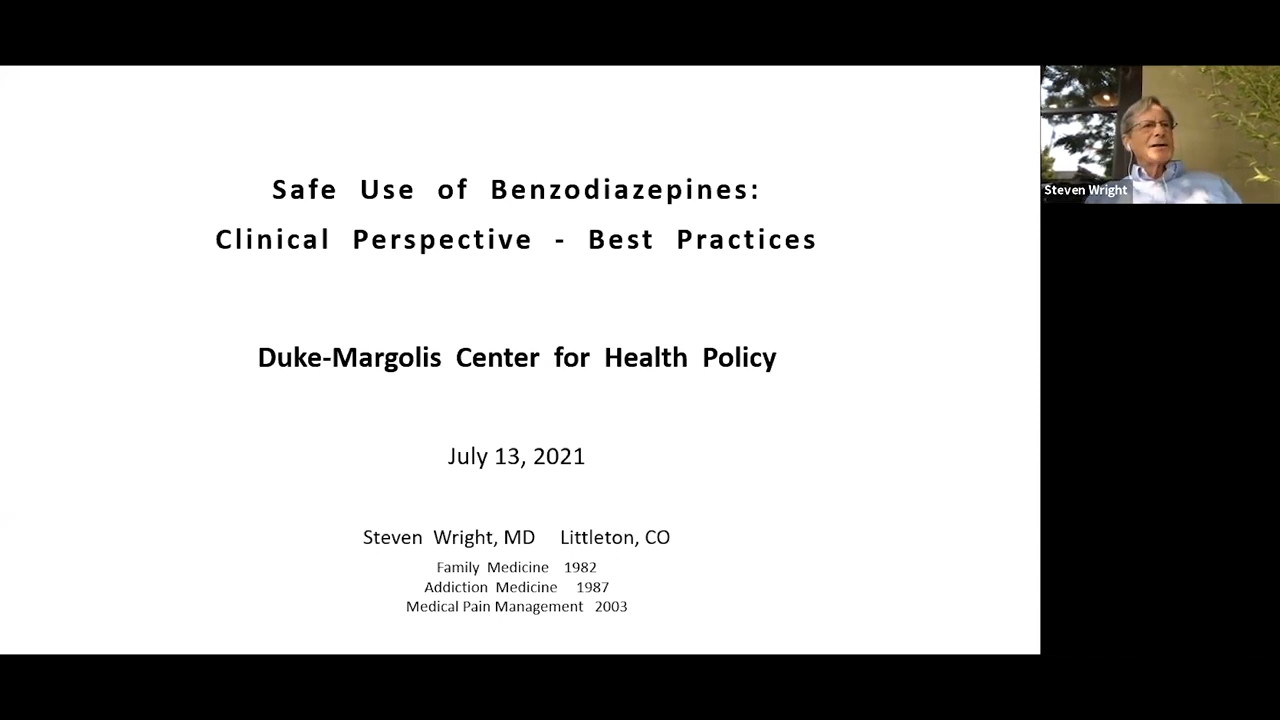 Safe Use of Benzodiazepines:
Clinical Perspective - Best Practices
Duke-Margolis Center for Health Policy
July 13, 2021
Steven Wright, MD Littleton, CO
Family Medicine 1982
Addiction Medicine 1987
Medical Pain Management 2003
Steven Wright